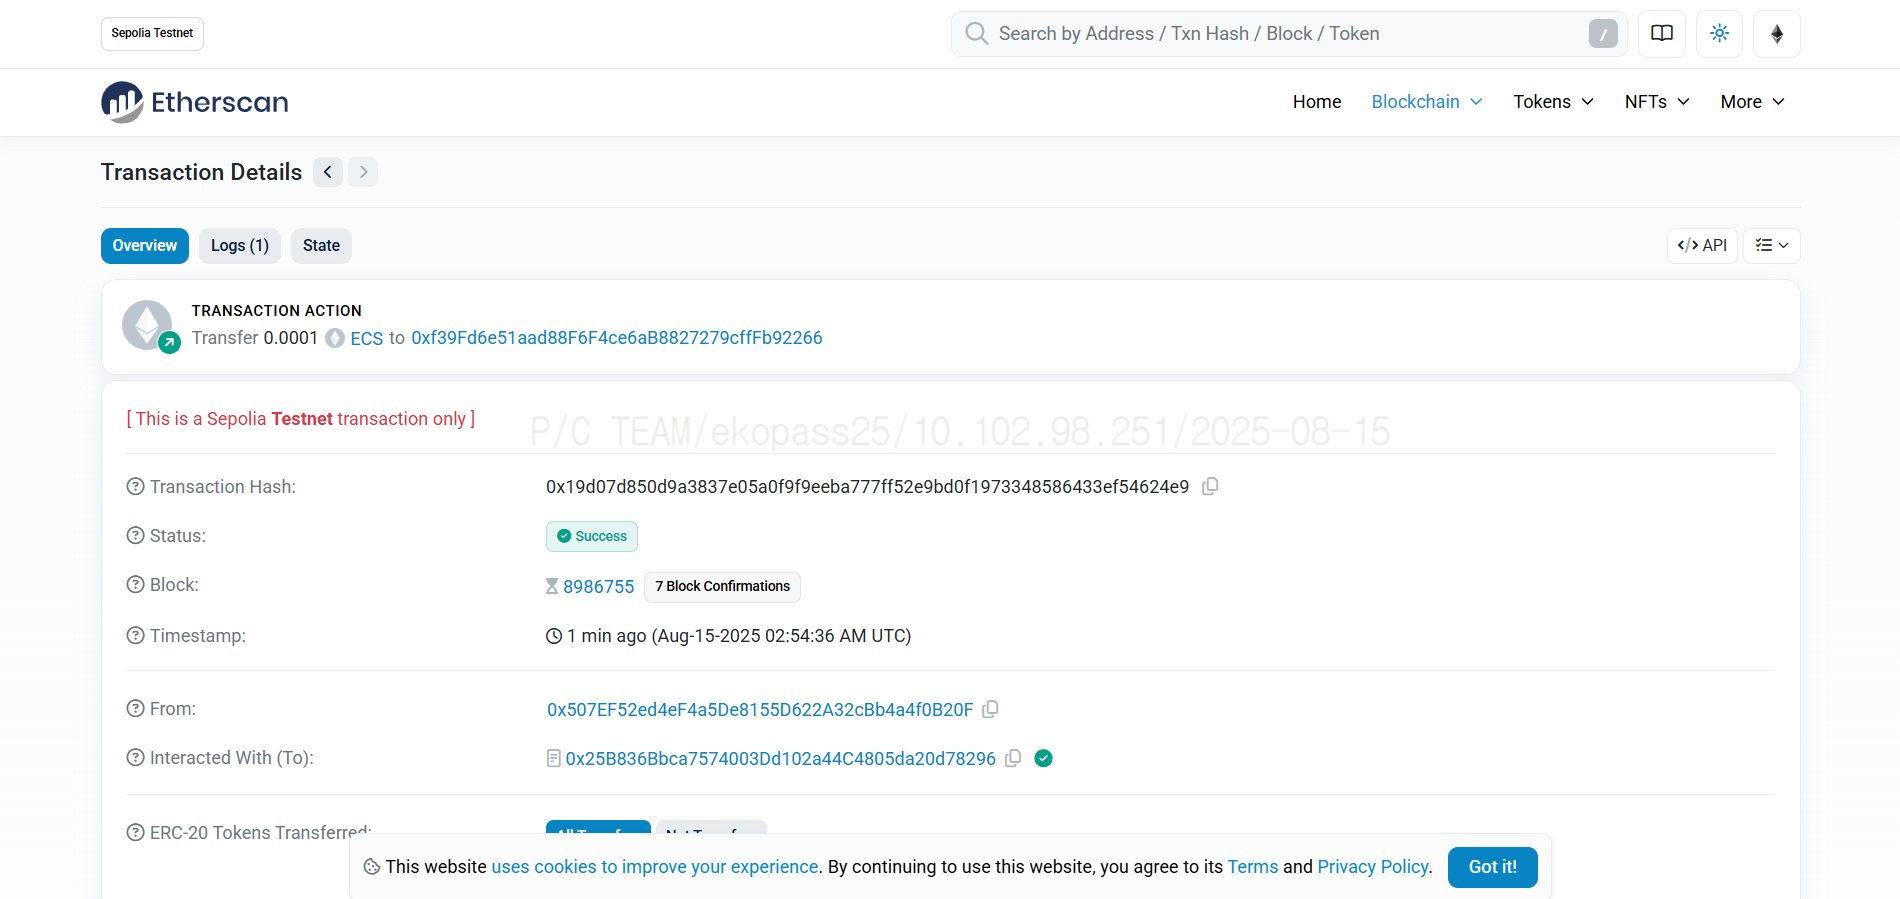 Sepolia Testnet
Search by Address / Txn Hash / Block / Token
/
Etherscan
Home Blockchain Tokens NFTs More
Transaction Details
Overview Logs (1) State
</> API
TRANSACTION ACTION
Transfer 0.0001 ECS to 0xf39Fd6e51aad88F6F4ce6aB8827279cffFb92266
[ This is a Sepolia Testnet transaction only ]
P/C TEAM/ekopass25/10.102.98.251/2025-08-15
Transaction Hash: 0x19d07d850d9a3837e05a0f9f9eeba777ff52e9bd0f1973348586433ef54624e9
Status: Success
Block: 8986755 7 Block Confirmations
Timestamp: 1 min ago (Aug-15-2025 02:54:36 AM UTC)
From: 0x507EF52ed4eF4a5De8155D622A32cBb4a4f0B20F
Interacted With (To): 0x25B836Bbca7574003Dd102a44C4805da20d78296
ERC-20 Tokens Transferred:
This website uses cookies to improve your experience. By continuing to use this website, you agree to its Terms and Privacy Policy. Got it!